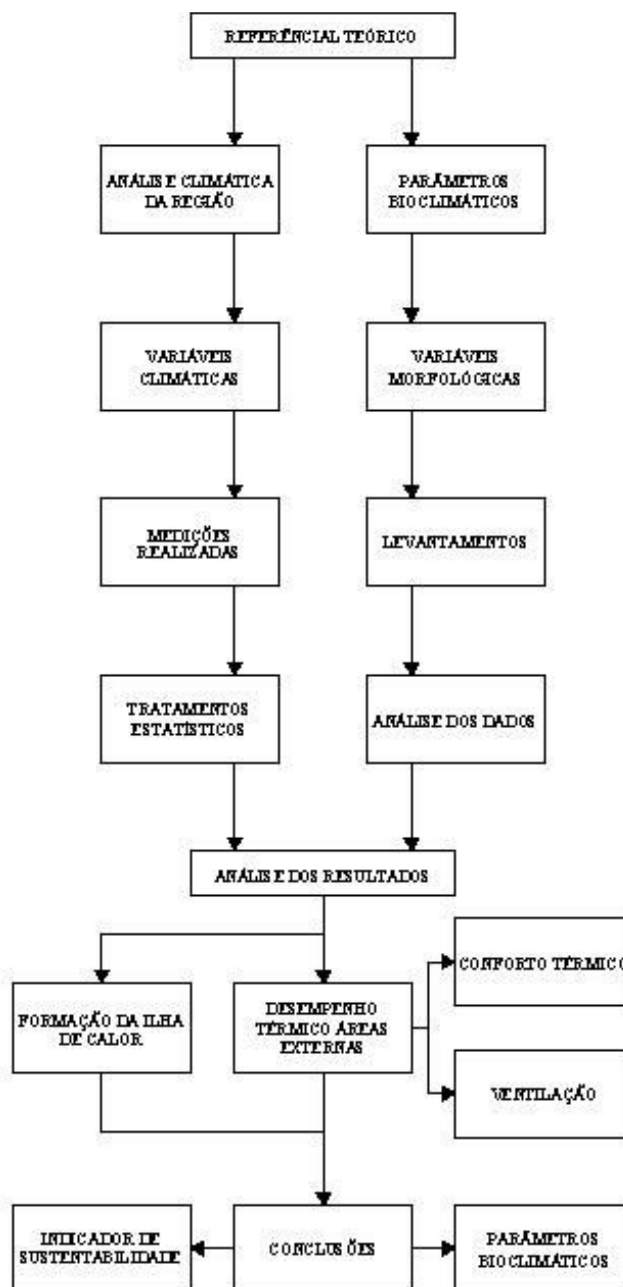 REFERÊNCIAL TEÓRICO
ANÁLISE CLIMÁTICA
DA REGIÃO
PARÂMETROS
BIOCLIMÁTICOS
VARIÁVEIS
CLIMÁTICAS
VARIÁVEIS
MORFOLÓGICAS
MEDIÇÕES
REALIZADAS
LEVANTAMENTOS
TRATAMENTOS
ESTATÍSTICOS
ANÁLISE DOS DADOS
ANÁLISE DOS RESULTADOS
FORMAÇÃO DA ILHA
DE CALOR
DESEMPENHO
TÉRMICO ÁREAS
EXTERNAS
CONFORTO TÉRMICO
VENTILAÇÃO
INDICADOR DE
SUSTENTABILIDADE
CONCLUSÕES
PARÂMETROS
BIOCLIMÁTICOS